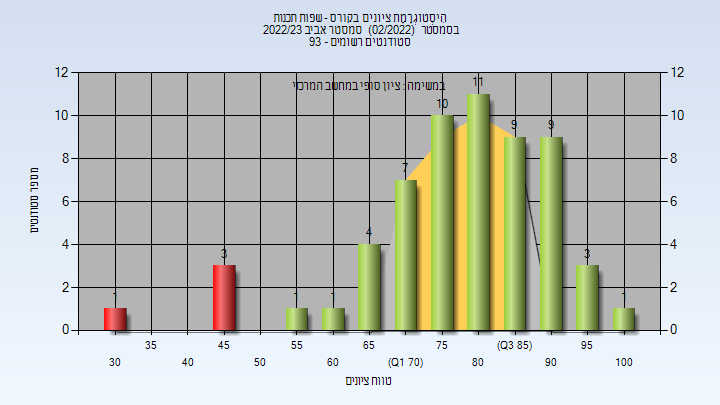 היסטוגרמת ציונים בקורס - שפות תכנות
בסמסטר (02/2022) סמסטר אביב 2022/23
סטודנטים רשומים - 93
במשימה : ציון סופי במחשב המרכזי
12 12
10 10
8 8
6 6
4 4
2 2
0 0
מספר סטודנטים
1 3 1 1 4 7 10 11 9 9 3 1
35 45 55 65 75 (Q3 85) 95
30 40 50 60 (Q1 70) 80 90 100
טווח ציונים